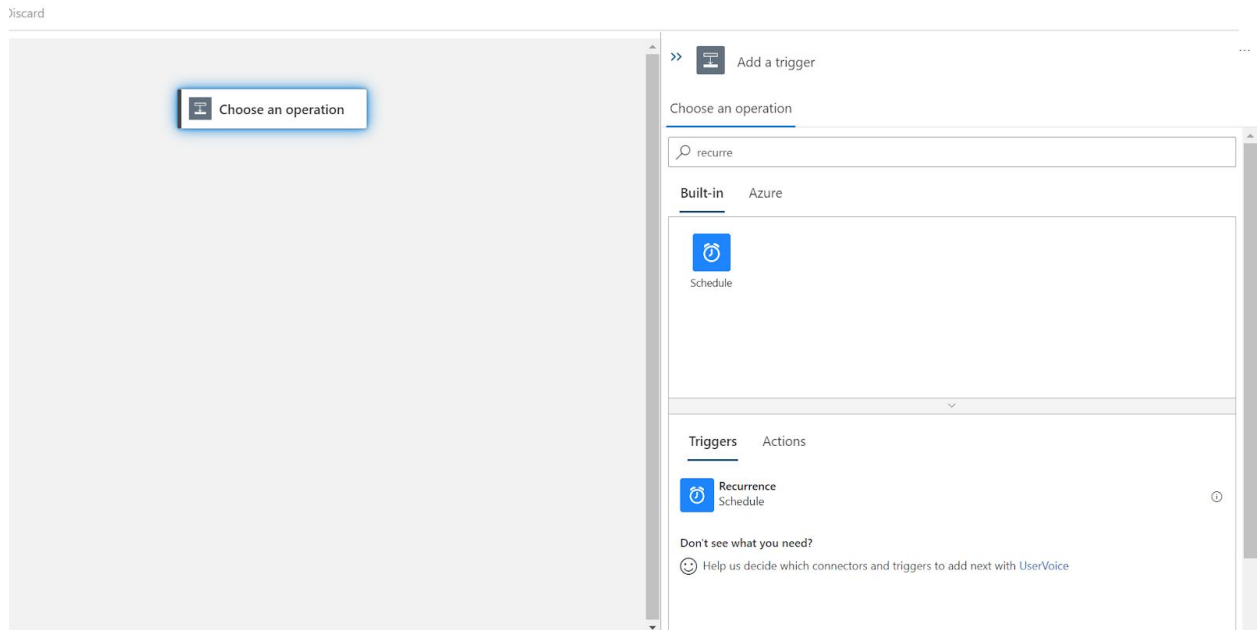 Discard
Choose an operation
Add a trigger
...
Choose an operation
recurre
Built-in Azure
Schedule
Triggers Actions
Recurrence
Schedule
Don't see what you need?
Help us decide which connectors and triggers to add next with UserVoice